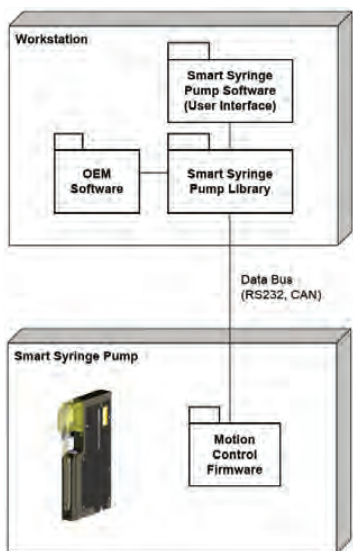 Workstation
Smart Syringe
Pump Software
(User Interface)
OEM
Software
Smart Syringe
Pump Library
Data Bus
(RS232, CAN)
Smart Syringe Pump
Motion
Control
Firmware